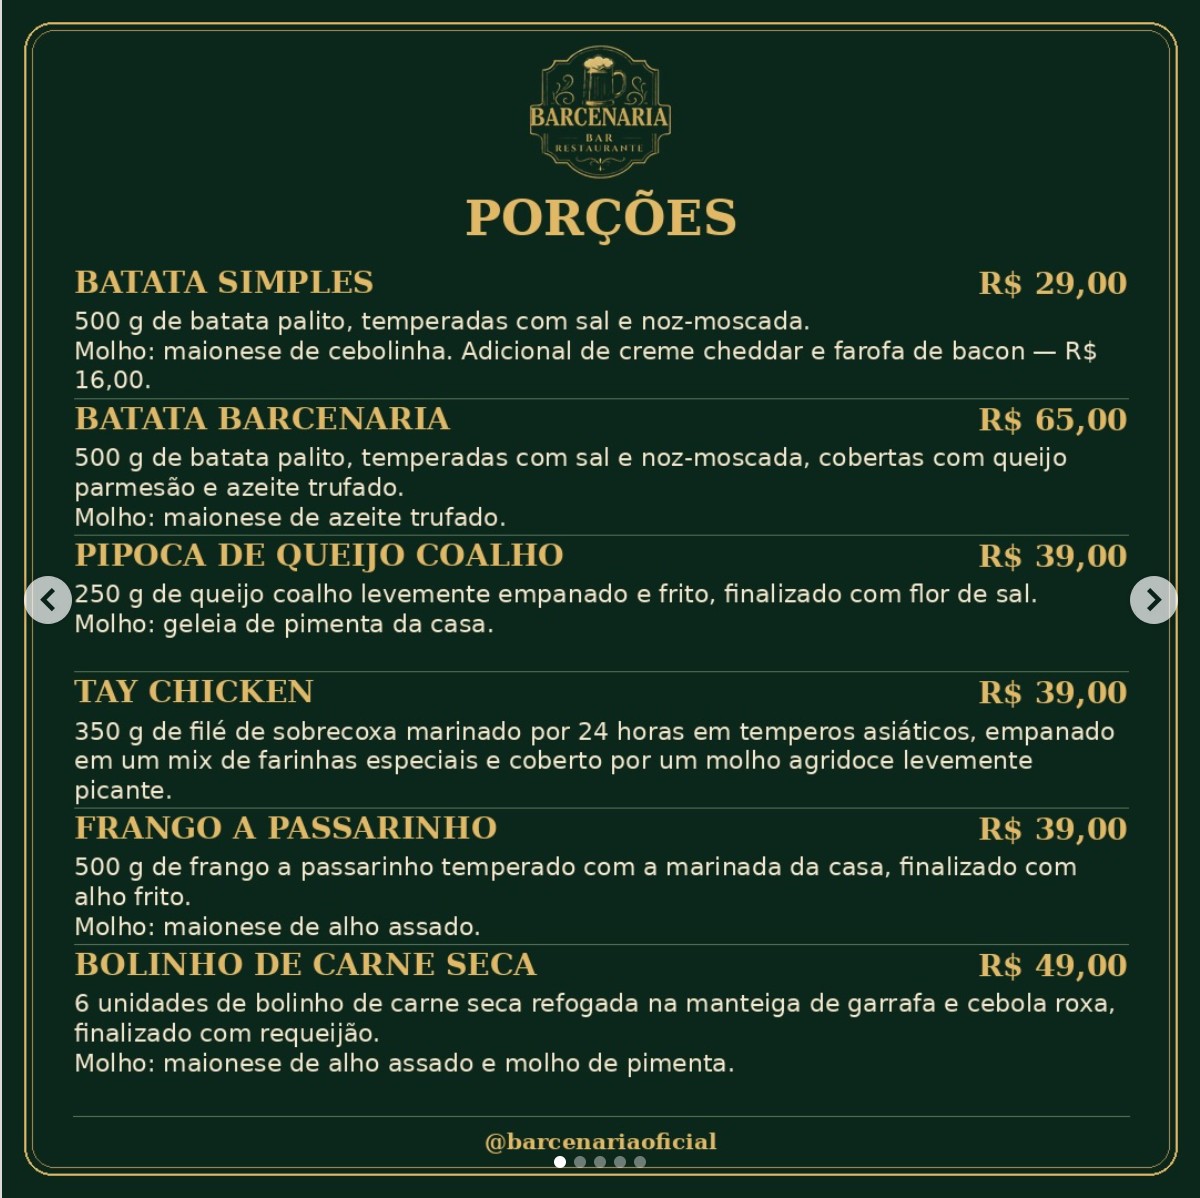 BARCENARIA
BAR
RESTAURANTE
PORÇÕES
BATATA SIMPLES R$ 29,00
500 g de batata palito, temperadas com sal e noz-moscada.
Molho: maionese de cebolinha. Adicional de creme cheddar e farofa de bacon — R$
16,00.
BATATA BARCENARIA R$ 65,00
500 g de batata palito, temperadas com sal e noz-moscada, cobertas com queijo
parmesão e azeite trufado.
Molho: maionese de azeite trufado.
PIPOCA DE QUEIJO COALHO R$ 39,00
250 g de queijo coalho levemente empanado e frito, finalizado com flor de sal.
Molho: geleia de pimenta da casa.
TAY CHICKEN R$ 39,00
350 g de filé de sobrecoxa marinado por 24 horas em temperos asiáticos, empanado
em um mix de farinhas especiais e coberto por um molho agridoce levemente
picante.
FRANGO A PASSARINHO R$ 39,00
500 g de frango a passarinho temperado com a marinada da casa, finalizado com
alho frito.
Molho: maionese de alho assado.
BOLINHO DE CARNE SECA R$ 49,00
6 unidades de bolinho de carne seca refogada na manteiga de garrafa e cebola roxa,
finalizado com requeijão.
Molho: maionese de alho assado e molho de pimenta.
@barcenariaoficial